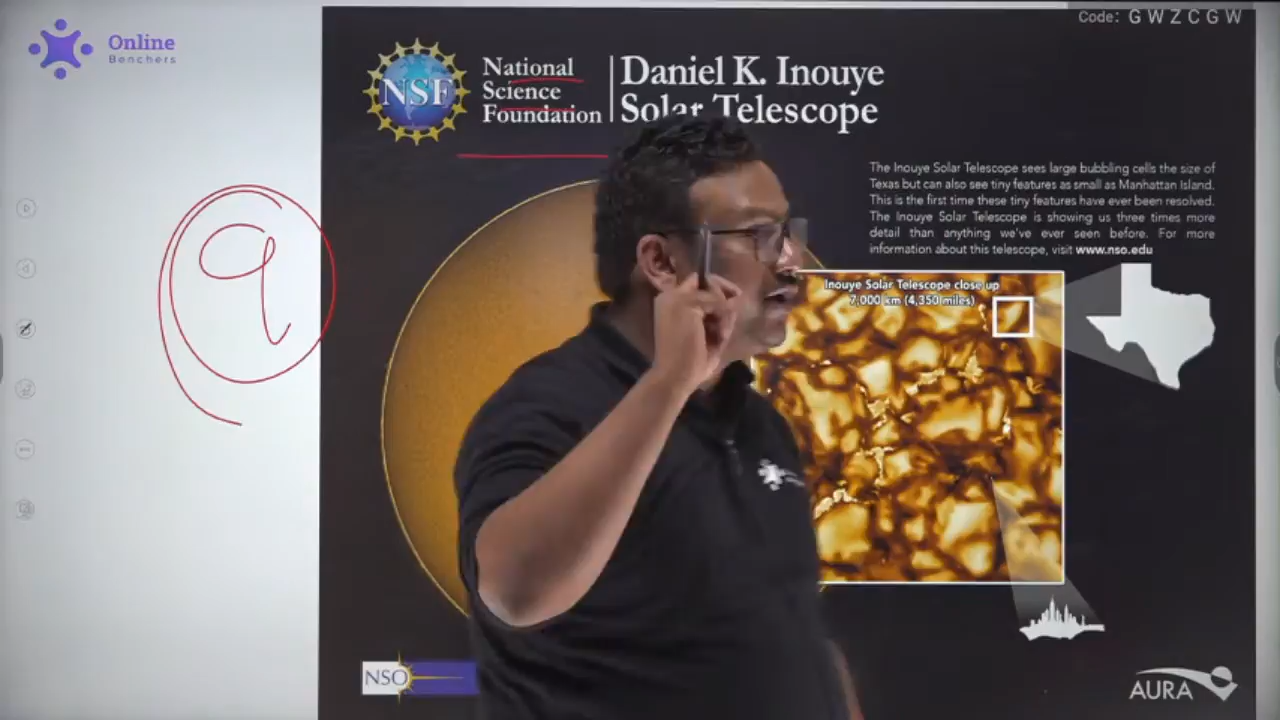 Code: G W Z C G W
Online
Benchers
NSF
National
Science
Foundation
Daniel K. Inouye
Solar Telescope
The Inouye Solar Telescope sees large bubbling cells the size of
Texas but can also see tiny features as small as Manhattan Island.
This is the first time these tiny features have ever been resolved.
The Inouye Solar Telescope is showing us three times more
detail than anything we've ever seen before. For more
information about this telescope, visit www.nso.edu
9
Inouye Solar Telescope close up
7,000 km (4,350 miles)
NSO
AURA